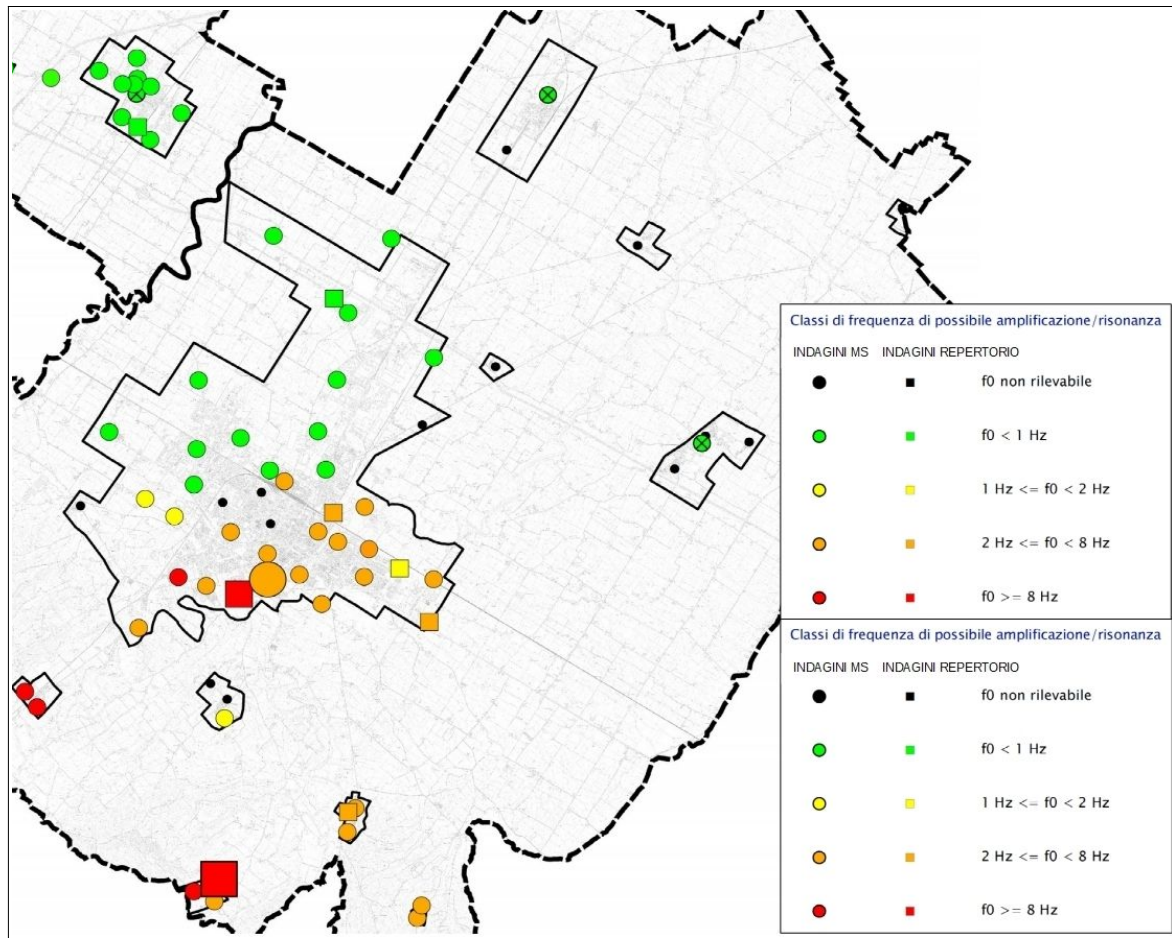 Classi di frequenza di possibile amplificazione/risonanza
INDAGINI MS INDAGINI REPERTORIO
f0 non rilevabile
f0 < 1 Hz
1 Hz <= f0 < 2 Hz
2 Hz <= f0 < 8 Hz
f0 >= 8 Hz
Classi di frequenza di possibile amplificazione/risonanza
INDAGINI MS INDAGINI REPERTORIO
f0 non rilevabile
f0 < 1 Hz
1 Hz <= f0 < 2 Hz
2 Hz <= f0 < 8 Hz
f0 >= 8 Hz